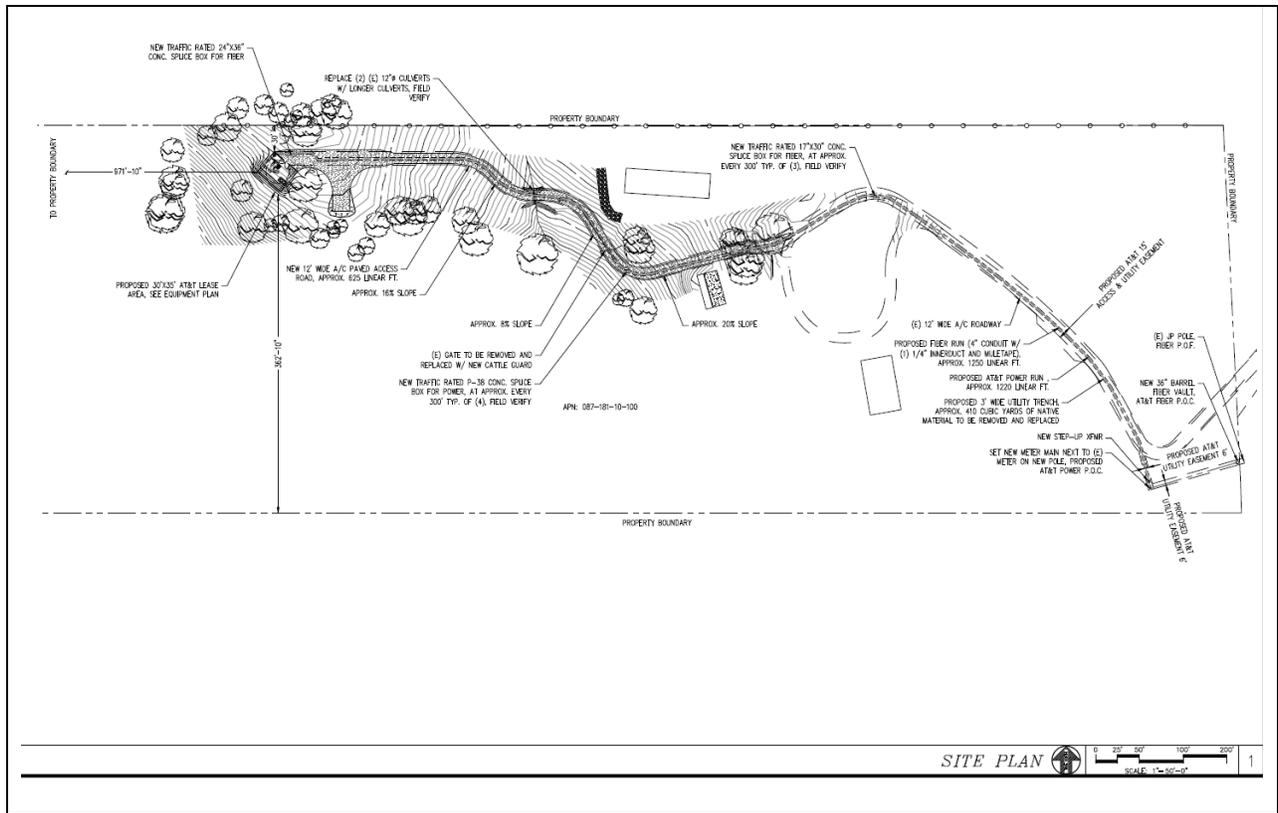 NEW TRAFFIC RATED 24"X36"
CONC. SPLICE BOX FOR FIBER
REPLACE (2) (E) 12"ø CULVERTS
W/ LONGER CULVERTS, FIELD
VERIFY
PROPERTY BOUNDARY
NEW TRAFFIC RATED 17"X30" CONC.
SPLICE BOX FOR FIBER, AT APPROX.
EVERY 300' TYP. OF (3), FIELD VERIFY
TO PROPERTY BOUNDARY
971'-10"
30'
PROPERTY BOUNDARY
NEW 12' WIDE A/C PAVED ACCESS
ROAD, APPROX. 625 LINEAR FT.
PROPOSED 30'X35' AT&T LEASE
AREA, SEE EQUIPMENT PLAN
APPROX. 16% SLOPE
PROPOSED AT&T 15'
ACCESS & UTILITY EASEMENT
APPROX. 8% SLOPE
APPROX. 20% SLOPE
(E) 12' WIDE A/C ROADWAY
(E) JP POLE,
FIBER P.O.F.
PROPOSED FIBER RUN (4" CONDUIT W/
(1) 1/4" INNERDUCT AND MULETAPE),
APPROX. 1250 LINEAR FT.
(E) GATE TO BE REMOVED AND
REPLACED W/ NEW CATTLE GUARD
362'-10"
PROPOSED AT&T POWER RUN ,
APPROX. 1220 LINEAR FT.
NEW 36" BARREL
FIBER VAULT,
AT&T FIBER P.O.C.
NEW TRAFFIC RATED P-38 CONC. SPLICE
BOX FOR POWER, AT APPROX. EVERY
300' TYP. OF (4), FIELD VERIFY
APN: 087-181-10-100
PROPOSED 3' WIDE UTILITY TRENCH,
APPROX. 410 CUBIC YARDS OF NATIVE
MATERIAL TO BE REMOVED AND REPLACED
NEW STEP-UP XFMR
SET NEW METER MAIN NEXT TO (E)
METER ON NEW POLE, PROPOSED
AT&T POWER P.O.C.
PROPOSED AT&T
UTILITY EASEMENT 6'
PROPOSED AT&T
UTILITY EASEMENT 6'
PROPERTY BOUNDARY
SITE PLAN
0 25' 50' 100' 200'
SCALE: 1"=50'-0"
1